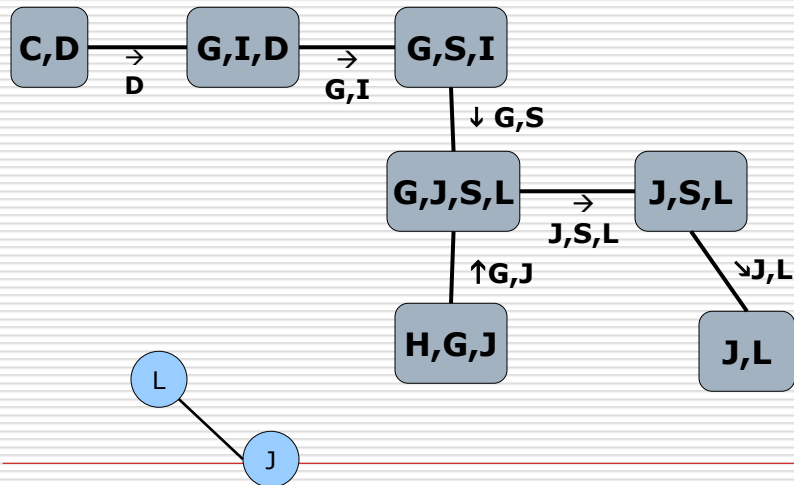 C,D
G,I,D
G,S,I
→
D
→
G,I
↓ G,S
G,J,S,L
J,S,L
→
J,S,L
↑G,J
↘J,L
H,G,J
J,L
L
J